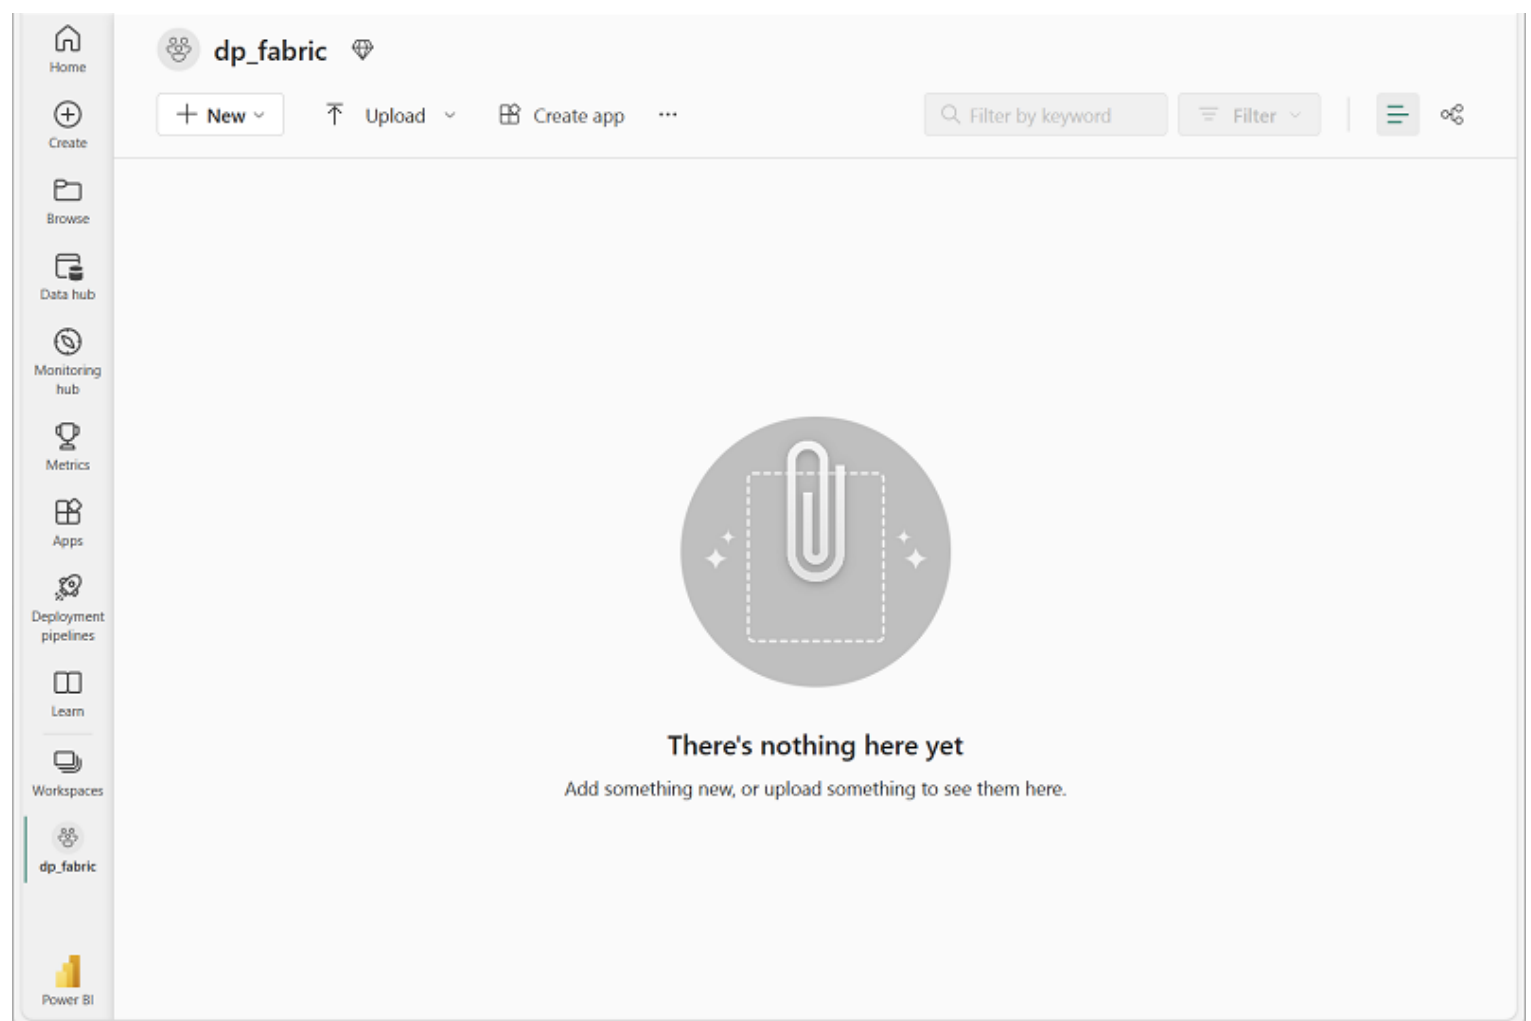 Home
Create
Browse
Data hub
Monitoring
hub
Metrics
Apps
Deployment
pipelines
Learn
Workspaces
dp_fabric
Power BI
dp_fabric
New
Upload
Create app
Filter by keyword
Filter
There's nothing here yet
Add something new, or upload something to see them here.